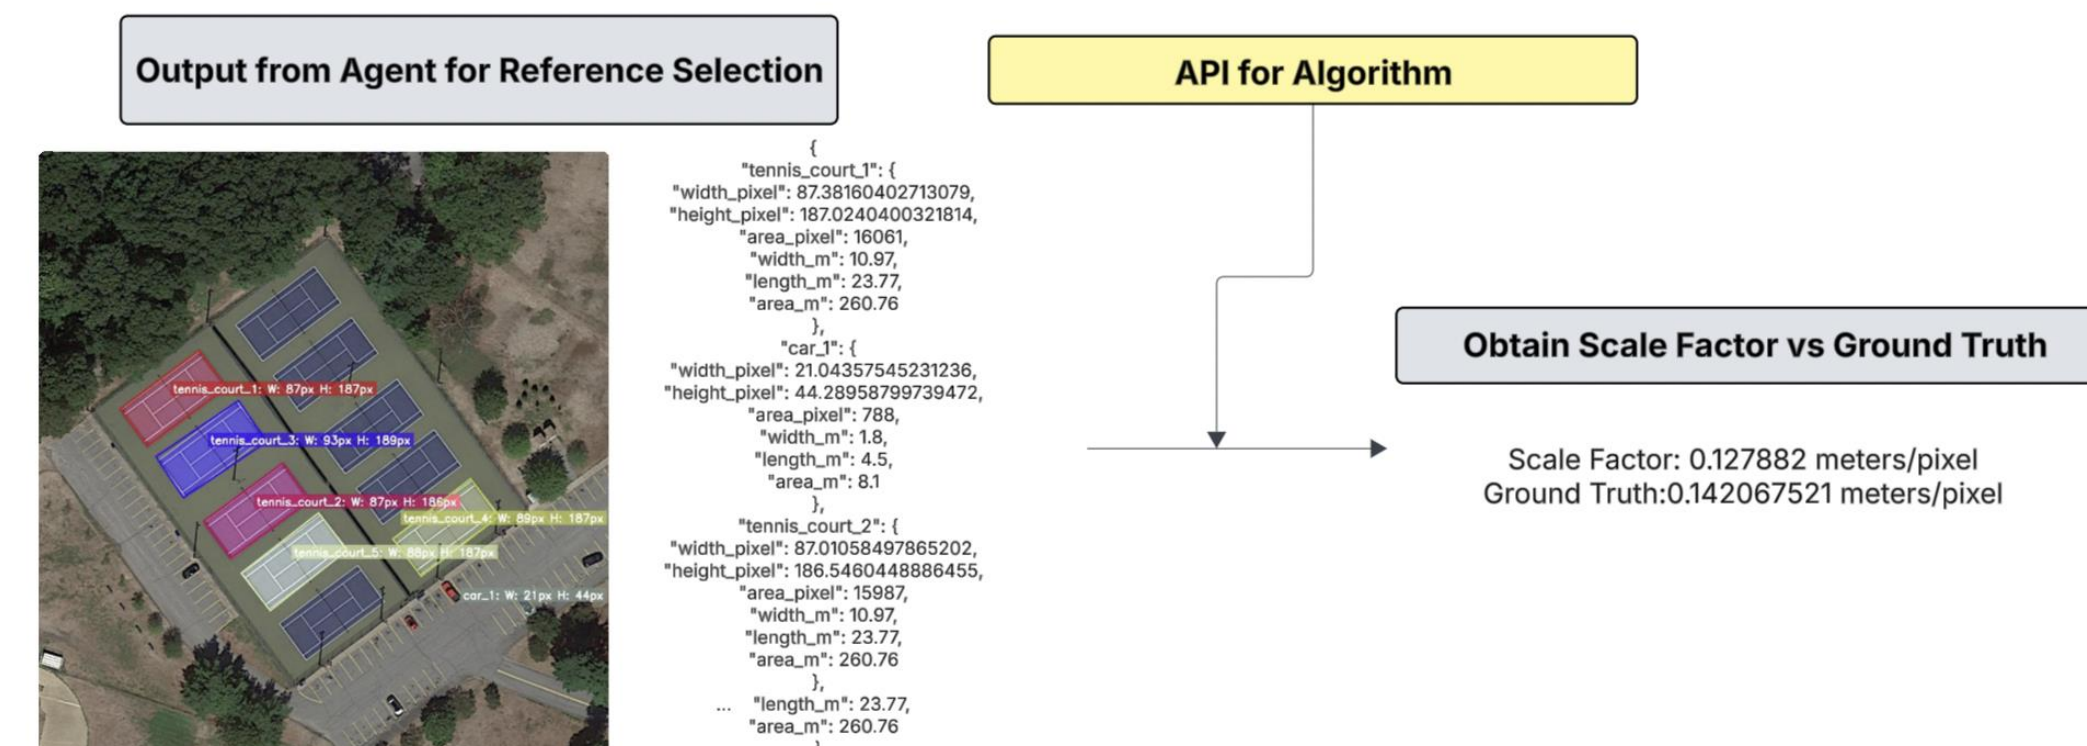 Output from Agent for Reference Selection
API for Algorithm
tennis_court_1: W: 87px H: 187px
tennis_court_3: W: 93px H: 189px
tennis_court_2: W: 87px H: 186px
tennis_court_4: W: 89px H: 187px
tennis_court_5: W: 88px H: 187px
car_1: W: 21px H: 44px
{
"tennis_court_1": {
"width_pixel": 87.38160402713079,
"height_pixel": 187.0240400321814,
"area_pixel": 16061,
"width_m": 10.97,
"length_m": 23.77,
"area_m": 260.76
},
"car_1": {
"width_pixel": 21.04357545231236,
"height_pixel": 44.28958799739472,
"area_pixel": 788,
"width_m": 1.8,
"length_m": 4.5,
"area_m": 8.1
},
"tennis_court_2": {
"width_pixel": 87.01058497865202,
"height_pixel": 186.5460448886455,
"area_pixel": 15987,
"width_m": 10.97,
"length_m": 23.77,
"area_m": 260.76
},
... "length_m": 23.77,
"area_m": 260.76
}
Obtain Scale Factor vs Ground Truth
Scale Factor: 0.127882 meters/pixel
Ground Truth:0.142067521 meters/pixel